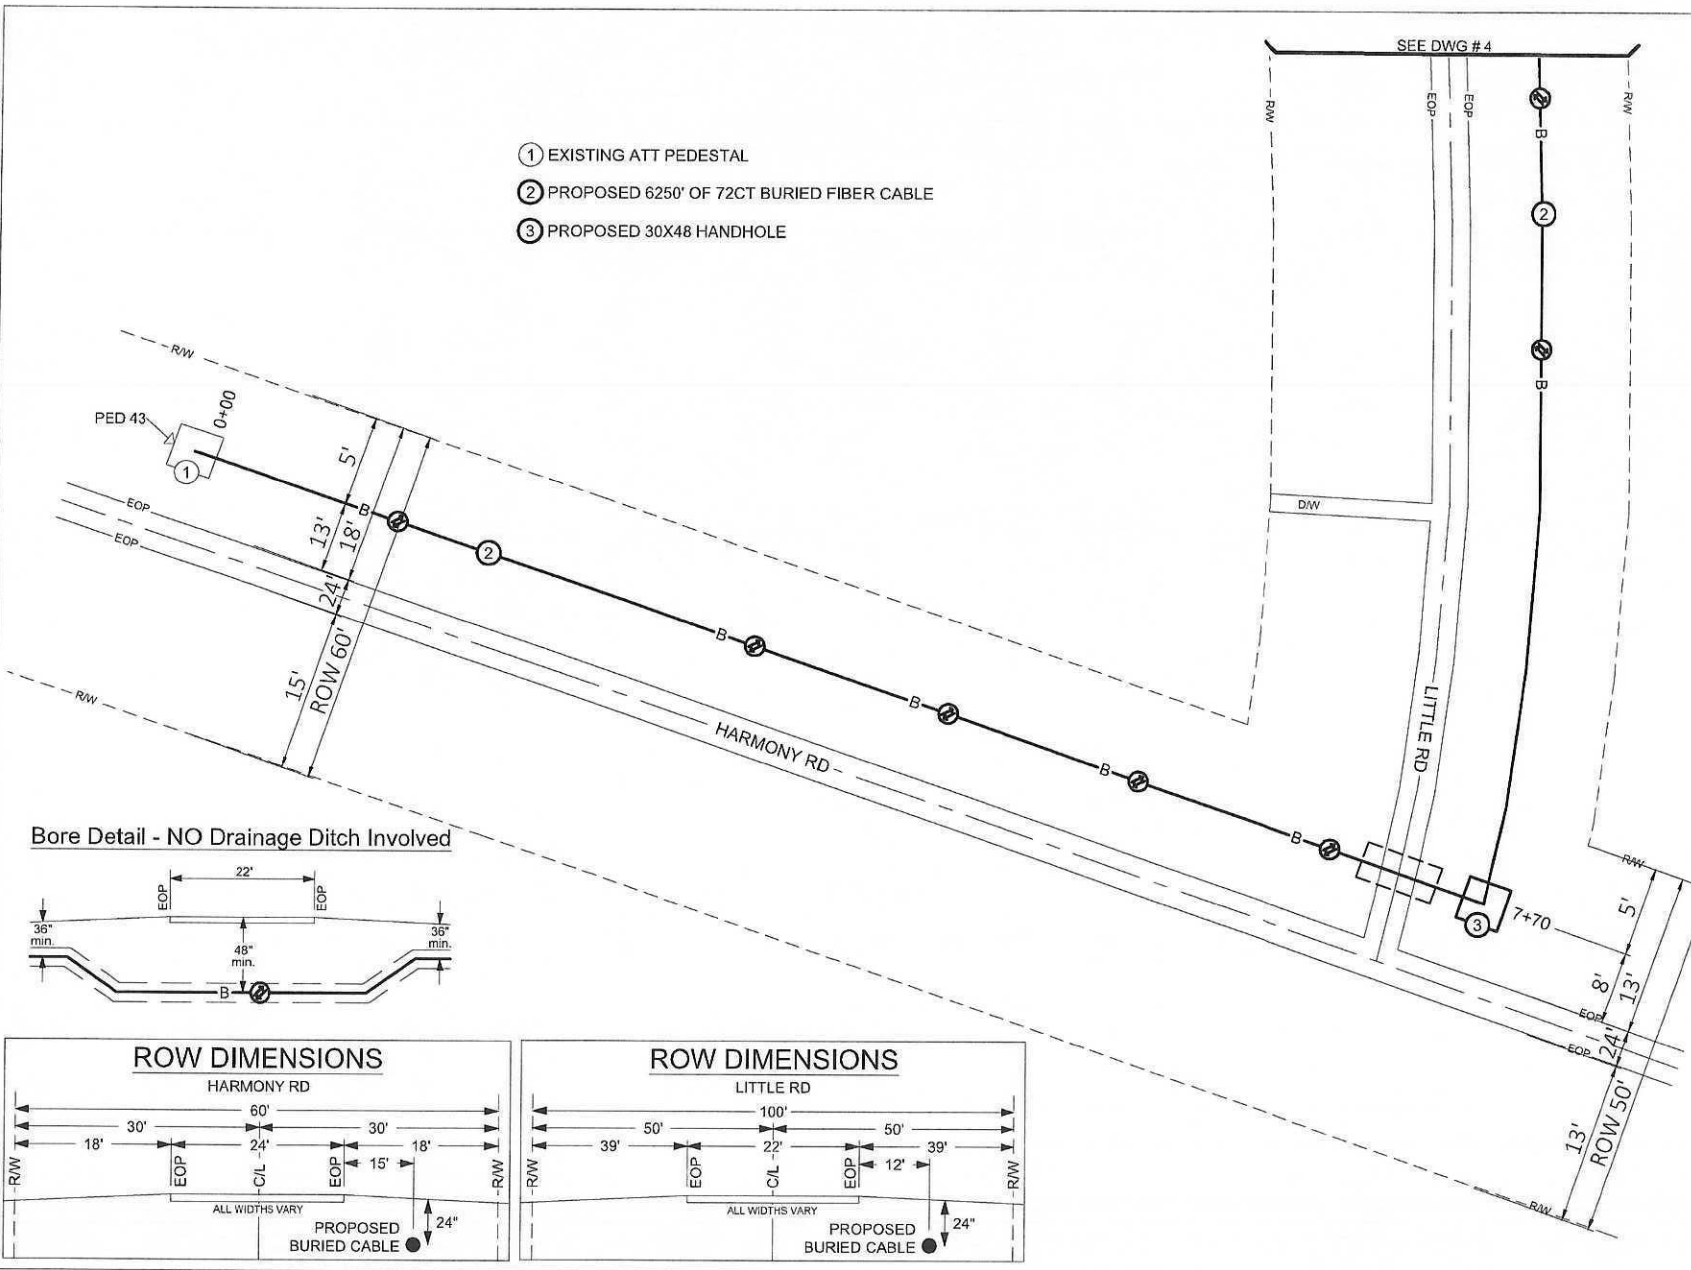 SEE DWG # 4
R/W
EOP
EOP
R/W
B
2
B
1 EXISTING ATT PEDESTAL
2 PROPOSED 6250' OF 72CT BURIED FIBER CABLE
3 PROPOSED 30X48 HANDHOLE
R/W
PED 43
0+00
1
5'
B
13'
18'
2
24'
EOP
EOP
15'
ROW 60'
R/W
D/W
B
B
B
B
HARMONY RD
LITTLE RD
3
7+70
R/W
5'
8'
13'
EOP
EOP
24'
13'
ROW 50'
R/W
Bore Detail - NO Drainage Ditch Involved
22'
EOP
EOP
36"
min.
48"
min.
36"
min.
B
ROW DIMENSIONS
HARMONY RD
60'
30'
30'
18'
24'
18'
15'
R/W
EOP
C/L
EOP
R/W
ALL WIDTHS VARY
PROPOSED
BURIED CABLE
24"
ROW DIMENSIONS
LITTLE RD
100'
50'
50'
39'
22'
39'
12'
R/W
EOP
C/L
EOP
R/W
ALL WIDTHS VARY
PROPOSED
BURIED CABLE
24"